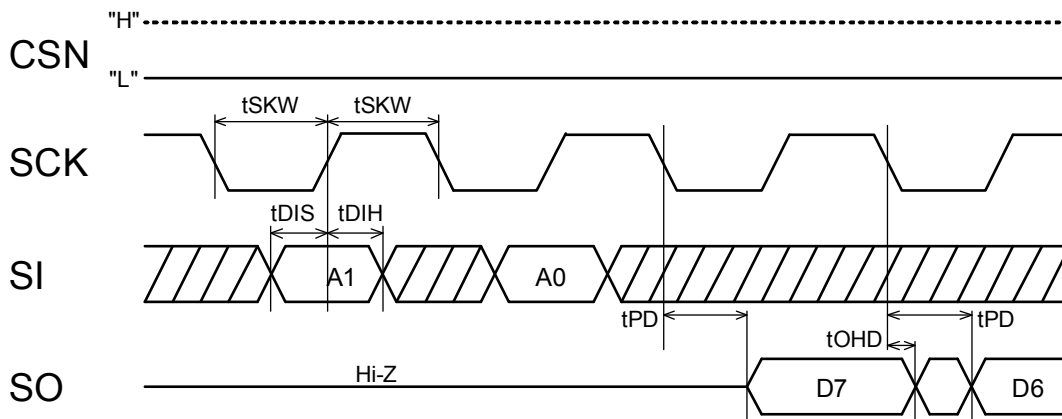 "H"
CSN
"L"
tSKW tSKW
SCK
tDIS tDIH
SI A1 A0
tPD tPD
tOHD
Hi-Z
SO D7 D6